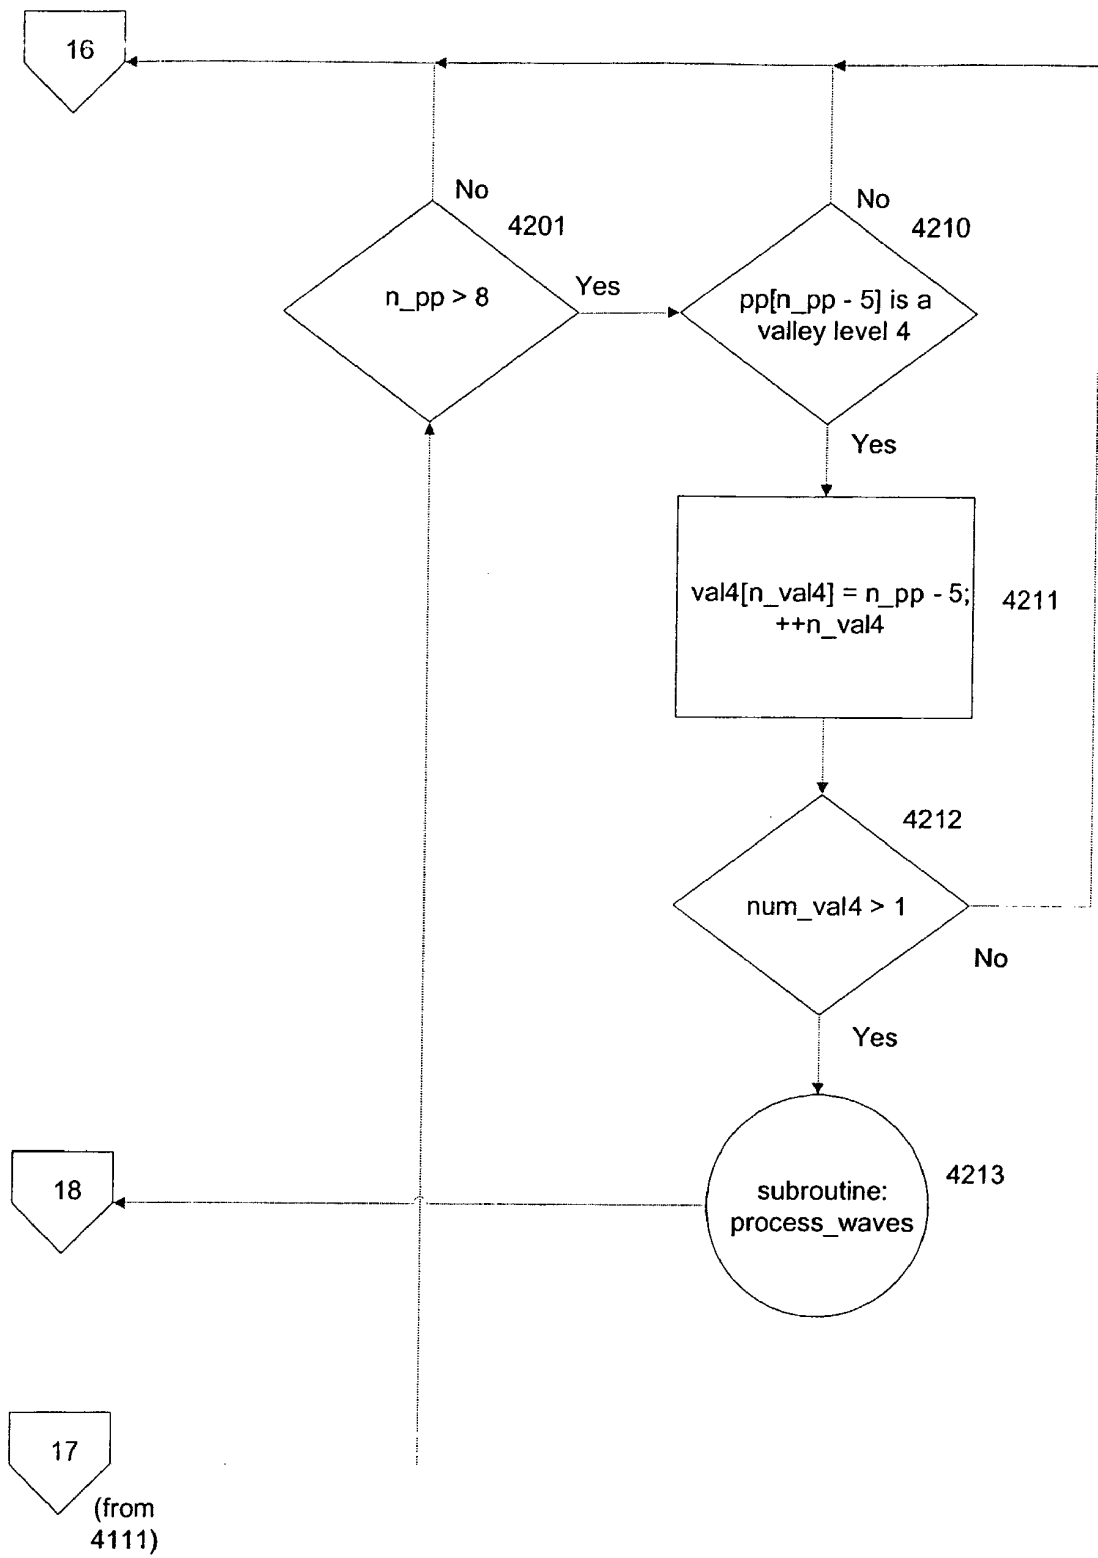 16
No
4201
n_pp > 8
Yes
No
4210
pp[n_pp - 5] is a
valley level 4
Yes
val4[n_val4] = n_pp - 5;
++n_val4
4211
4212
num_val4 > 1
No
Yes
18
4213
subroutine:
process_waves
17
(from
4111)